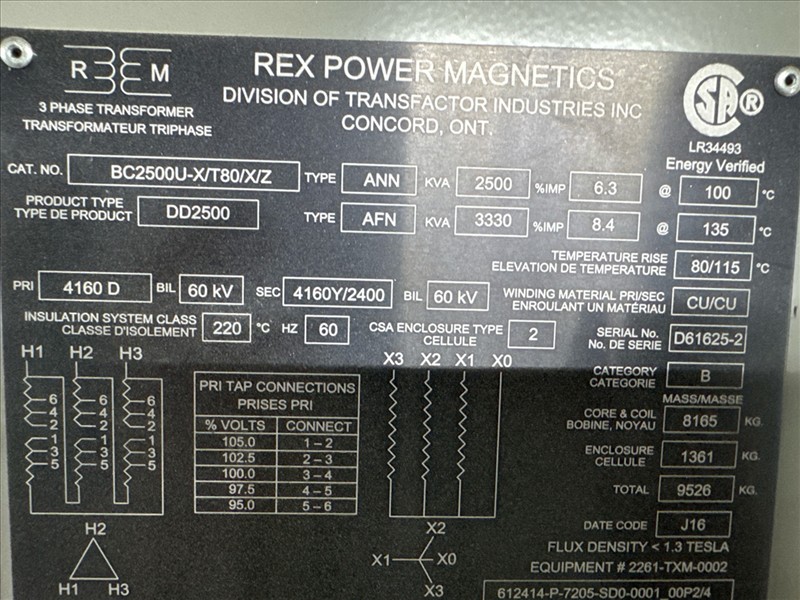 R M
REX POWER MAGNETICS
DIVISION OF TRANSFACTOR INDUSTRIES INC
CONCORD, ONT.
3 PHASE TRANSFORMER
TRANSFORMATEUR TRIPHASE
SA ®
LR34493
Energy Verified
CAT. NO. BC2500U-X/T80/X/Z TYPE ANN KVA 2500 %IMP 6.3 @ 100 °C
PRODUCT TYPE
TYPE DE PRODUCT DD2500 TYPE AFN KVA 3330 %IMP 8.4 @ 135 °C
TEMPERATURE RISE
ELEVATION DE TEMPERATURE 80/115 °C
PRI 4160 D BIL 60 kV SEC 4160Y/2400 BIL 60 kV
WINDING MATERIAL PRI/SEC
ENROULANT UN MATÉRIAU CU/CU
INSULATION SYSTEM CLASS
CLASSE D'ISOLEMENT 220 °C HZ 60
CSA ENCLOSURE TYPE
CELLULE 2
SERIAL No.
No. DE SERIE D61625-2
CATEGORY
CATEGORIE B
MASS/MASSE
CORE & COIL
BOBINE, NOYAU 8165 KG.
ENCLOSURE
CELLULE 1361 KG.
TOTAL 9526 KG.
DATE CODE J16
FLUX DENSITY < 1.3 TESLA
EQUIPMENT # 2261-TXM-0002
612414-P-7205-SD0-0001_00P2/4
H1 H2 H3
6 6 6
4 4 4
2 2 2
1 1 1
3 3 3
5 5 5
H2
H1 H3
PRI TAP CONNECTIONS
PRISES PRI
% VOLTS CONNECT
105.0 1–2
102.5 2–3
100.0 3–4
97.5 4–5
95.0 5–6
X3 X2 X1 X0
X2
X1 X0
X3